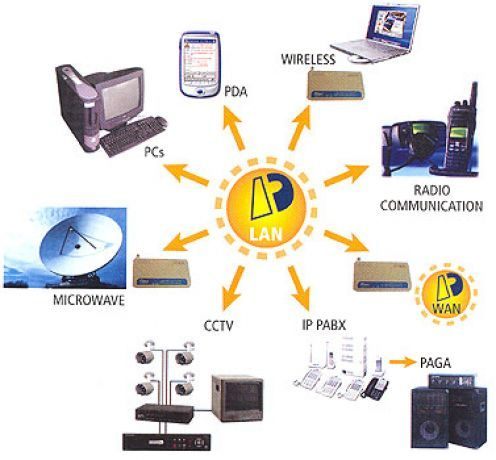 WIRELESS
PDA
PCs
RADIO
COMMUNICATION
LAN
MICROWAVE
WAN
CCTV
IP PABX
PAGA